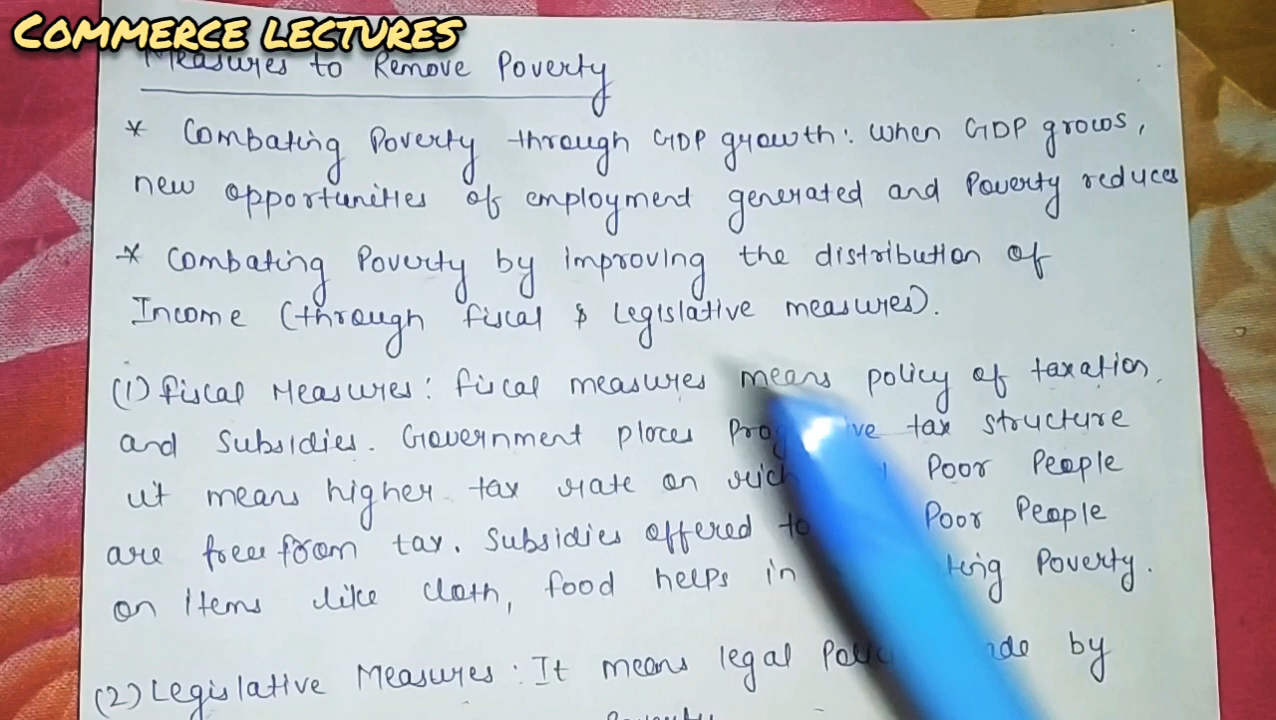 COMMERCE LECTURES
Measures to Remove Poverty
* Combating Poverty through GDP growth: when GDP grows,
new opportunities of employment generated and Poverty reduces
* Combating Poverty by improving the distribution of
Income (through fiscal & Legislative measures).
(1) Fiscal Measures: fiscal measures means policy of taxation
and subsidies. Government places tax structure
it means higher tax rate on Poor People
are free from tax. Subsidies offered to Poor People
on Items like cloth, food helps in Poverty.
(2) Legislative Measures: It means legal by